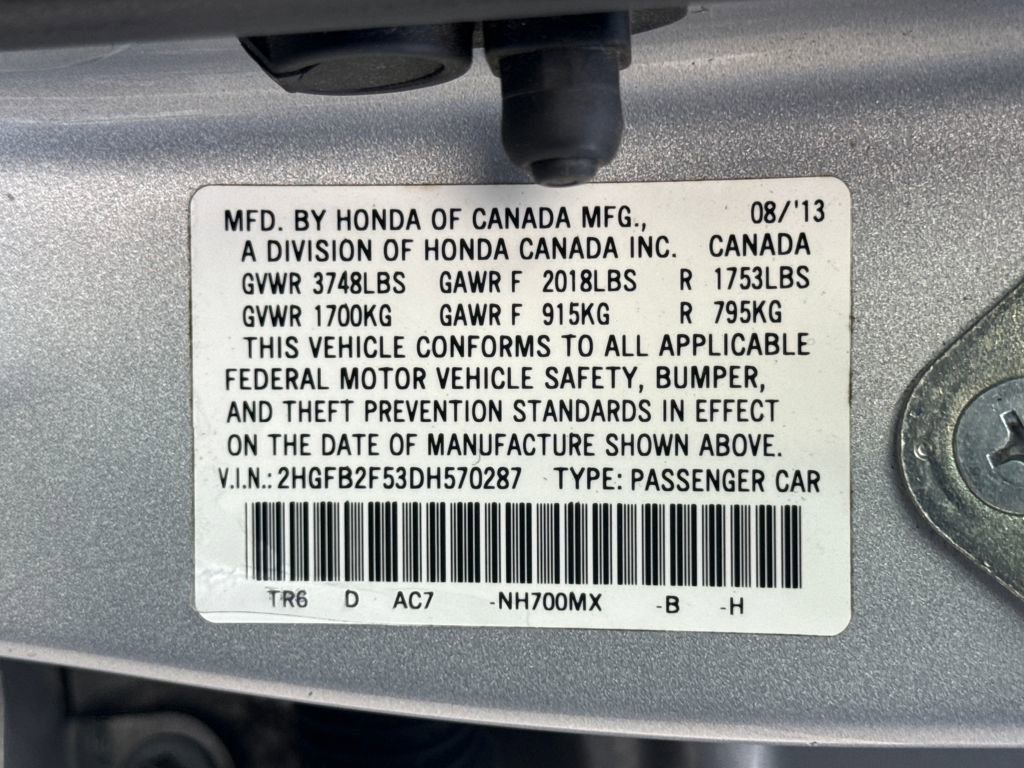 MFD. BY HONDA OF CANADA MFG., 08/'13
A DIVISION OF HONDA CANADA INC. CANADA
GVWR 3748LBS GAWR F 2018LBS R 1753LBS
GVWR 1700KG GAWR F 915KG R 795KG
THIS VEHICLE CONFORMS TO ALL APPLICABLE
FEDERAL MOTOR VEHICLE SAFETY, BUMPER,
AND THEFT PREVENTION STANDARDS IN EFFECT
ON THE DATE OF MANUFACTURE SHOWN ABOVE.
V.I.N.: 2HGFB2F53DH570287 TYPE: PASSENGER CAR
TR6 D AC7 -NH700MX -B -H